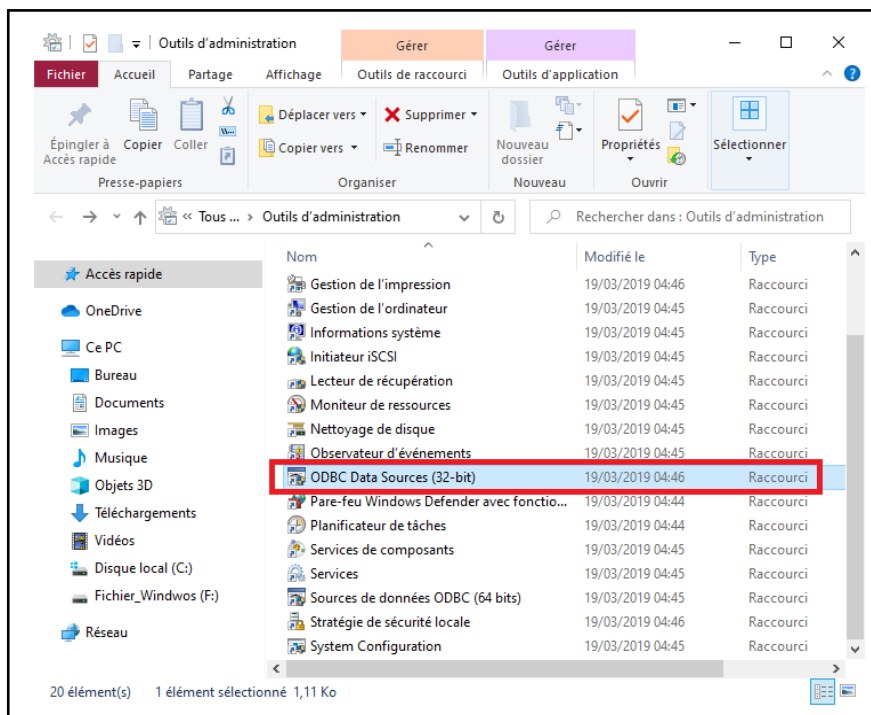 Outils d'administration Gérer Gérer
Fichier Accueil Partage Affichage Outils de raccourci Outils d'application
Épingler à Accès rapide Copier Coller
Déplacer vers Supprimer
Copier vers Renommer
Nouveau dossier Propriétés Sélectionner
Presse-papiers Organiser Nouveau Ouvrir
« Tous ... > Outils d'administration Rechercher dans : Outils d'administration
Nom Modifié le Type
Accès rapide
OneDrive
Ce PC
Bureau
Documents
Images
Musique
Objets 3D
Téléchargements
Vidéos
Disque local (C:)
Fichier_Windwos (F:)
Réseau
Gestion de l'impression 19/03/2019 04:46 Raccourci
Gestion de l'ordinateur 19/03/2019 04:45 Raccourci
Informations système 19/03/2019 04:45 Raccourci
Initiateur iSCSI 19/03/2019 04:45 Raccourci
Lecteur de récupération 19/03/2019 04:45 Raccourci
Moniteur de ressources 19/03/2019 04:45 Raccourci
Nettoyage de disque 19/03/2019 04:45 Raccourci
Observateur d'événements 19/03/2019 04:45 Raccourci
ODBC Data Sources (32-bit) 19/03/2019 04:46 Raccourci
Pare-feu Windows Defender avec fonctio... 19/03/2019 04:44 Raccourci
Planificateur de tâches 19/03/2019 04:44 Raccourci
Services de composants 19/03/2019 04:45 Raccourci
Services 19/03/2019 04:45 Raccourci
Sources de données ODBC (64 bits) 19/03/2019 04:45 Raccourci
Stratégie de sécurité locale 19/03/2019 04:45 Raccourci
System Configuration 19/03/2019 04:45 Raccourci
20 élément(s) 1 élément sélectionné 1,11 Ko